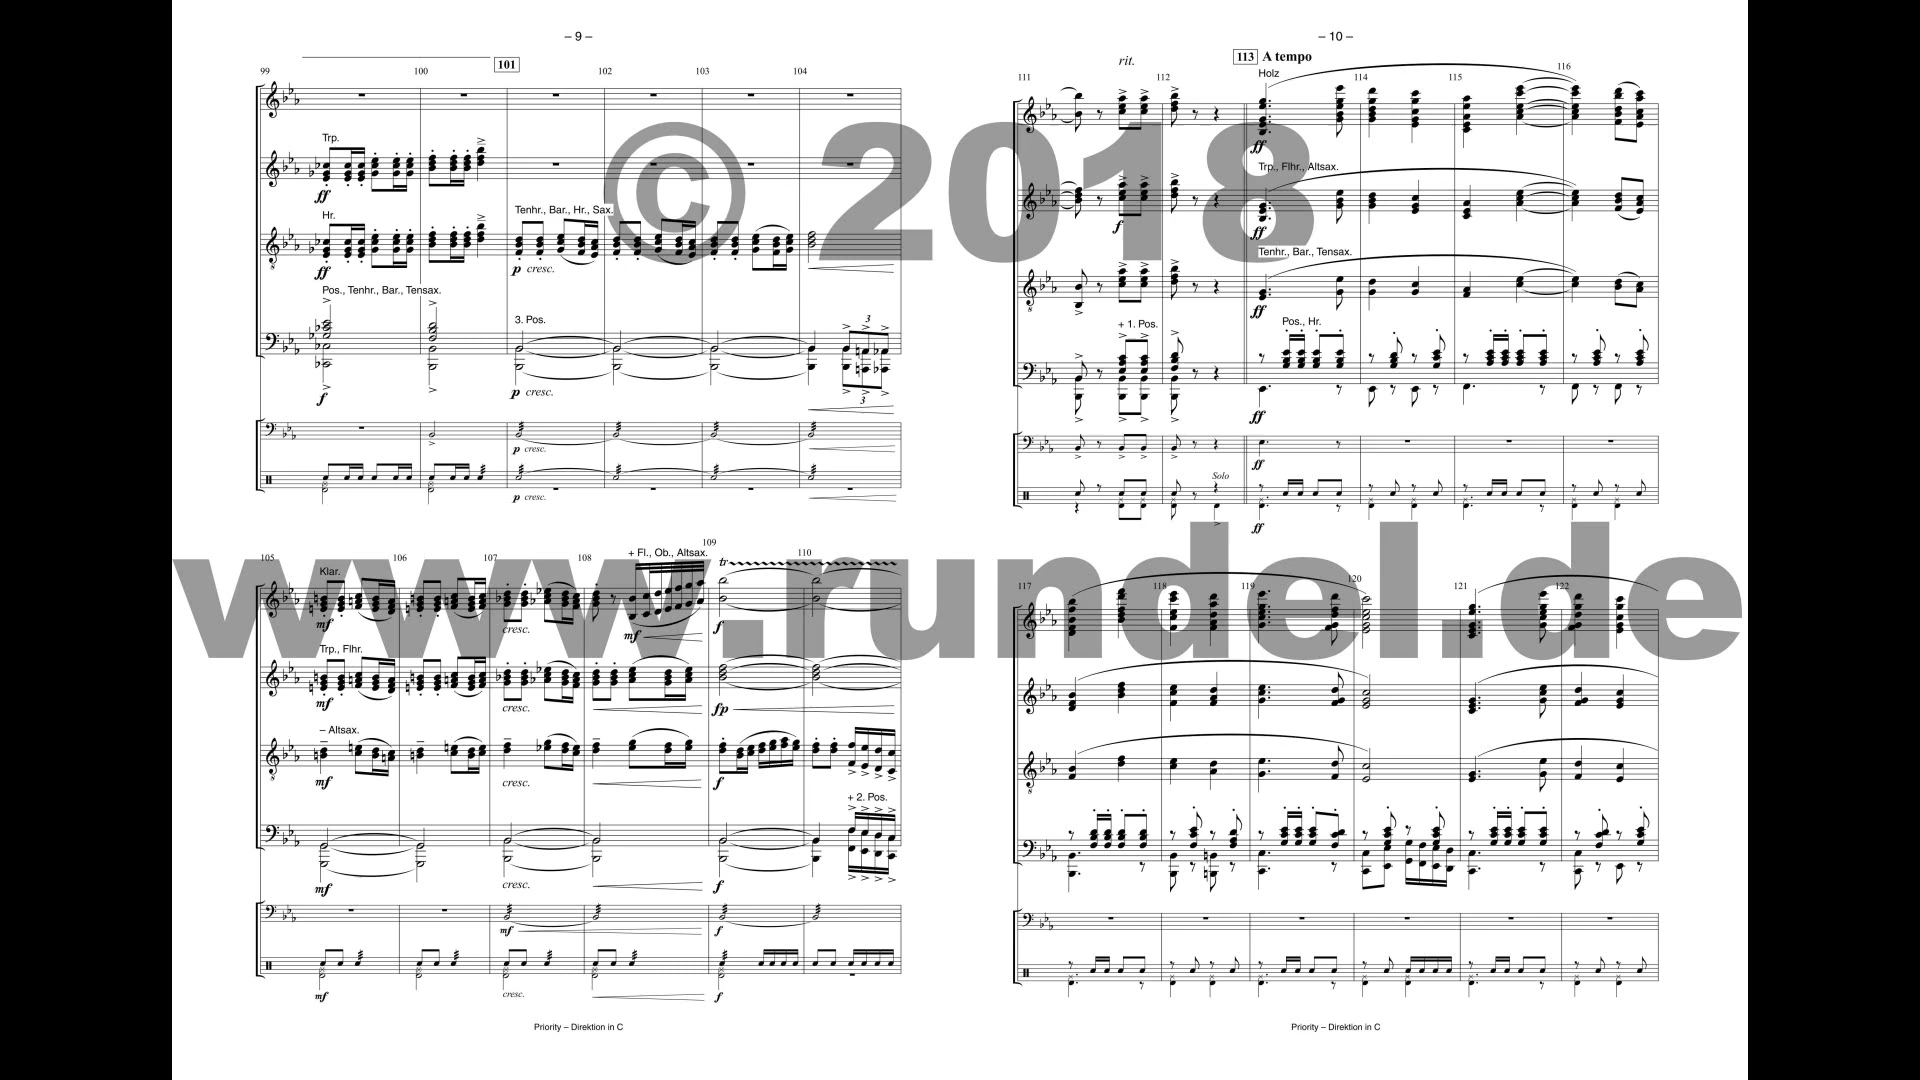 – 9 –
99 100 101 102 103 104
Trp.
ff
Hr.
Tenhr., Bar., Hr., Sax.
ff
p cresc.
Pos., Tenhr., Bar., Tensax.
3. Pos.
3
f
p cresc.
3
p cresc.
p cresc.
105 106 107 108 109 110
+ Fl., Ob., Altsax.
tr
Klar.
mf cresc. mf f
Trp., Flhr.
mf cresc. fp
– Altsax.
mf cresc. f
+ 2. Pos.
mf cresc. f
mf f
mf cresc. f
Priority – Direktion in C
– 10 –
111 rit. 112 113 A tempo 114 115 116
Holz
ff
Trp., Flhr., Altsax.
f ff
Tenhr., Bar., Tensax.
ff
+ 1. Pos.
Pos., Hr.
ff
ff
Solo
ff
117 118 119 120 121 122
Priority – Direktion in C
© 2018
www.rundel.de